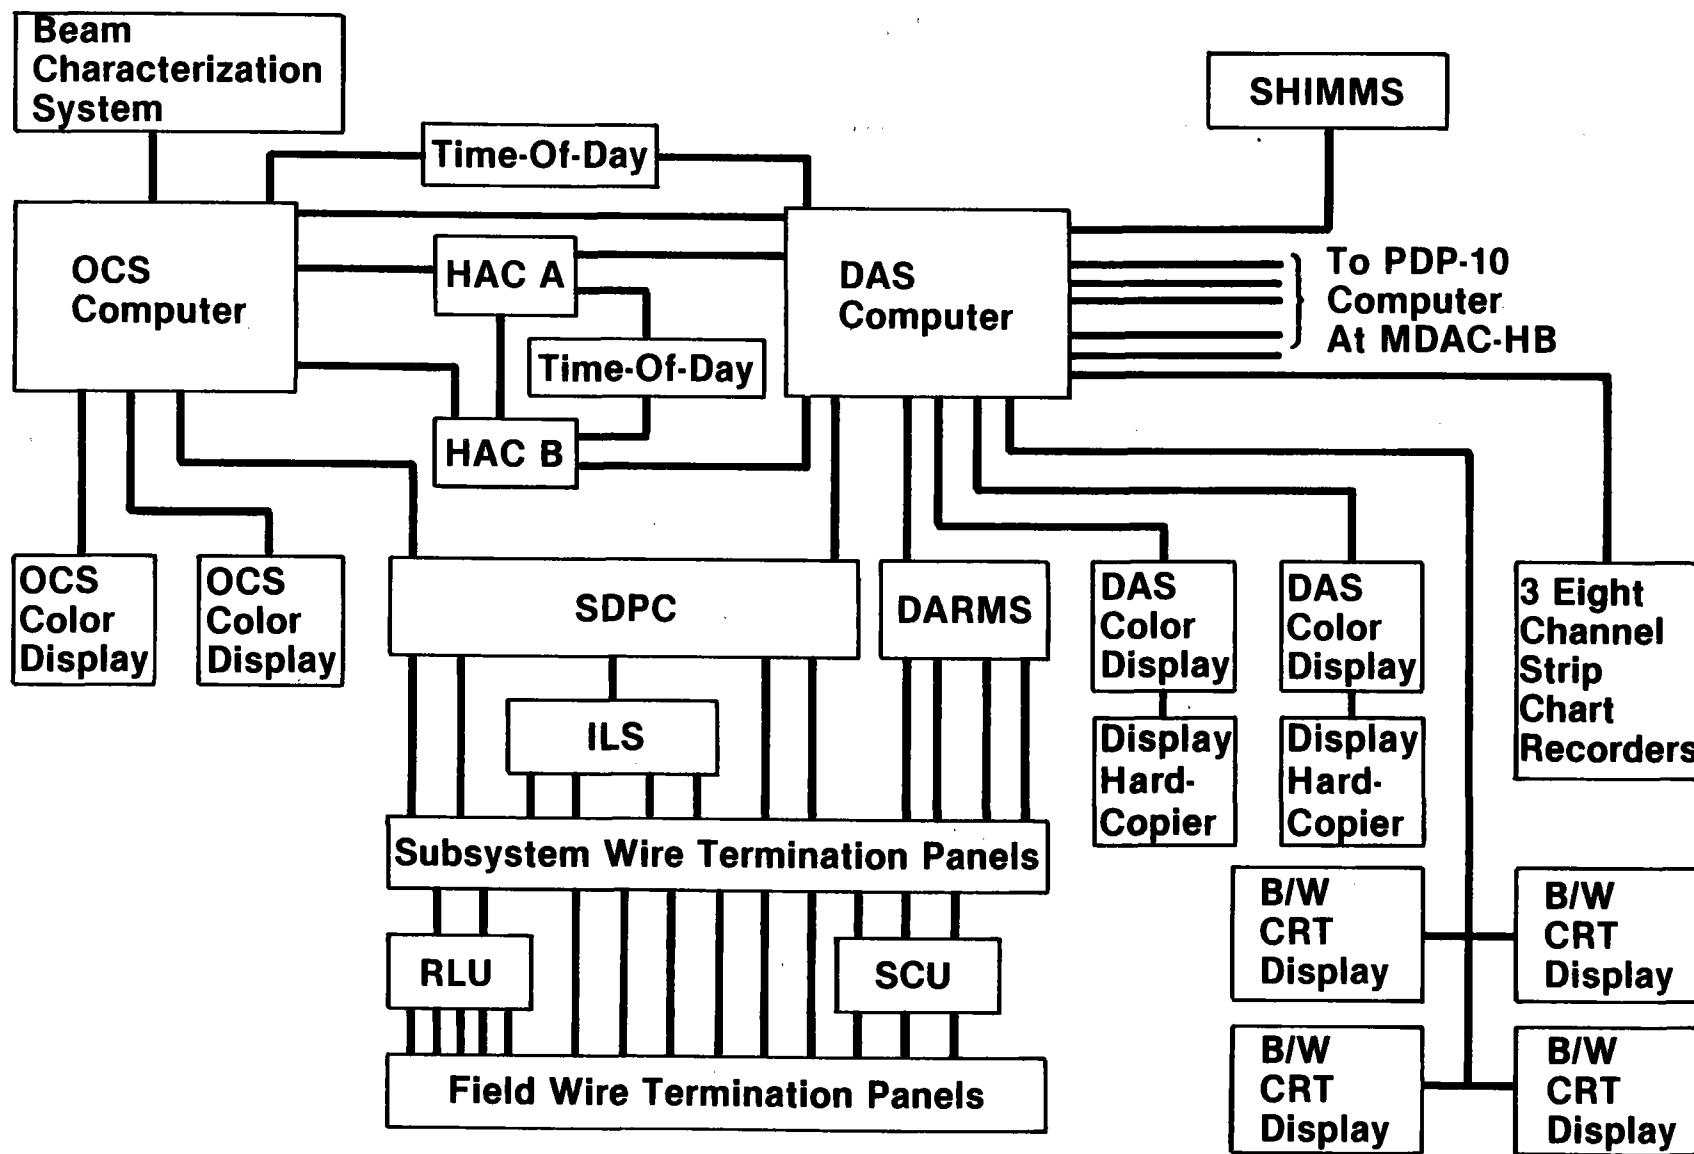 Beam
Characterization
System
SHIMMS
Time-Of-Day
OCS
Computer
HAC A
DAS
Computer
To PDP-10
Computer
At MDAC-HB
Time-Of-Day
HAC B
OCS
Color
Display
OCS
Color
Display
SDPC
DARMS
DAS
Color
Display
DAS
Color
Display
3 Eight
Channel
Strip
Chart
Recorders
ILS
Display
Hard-
Copier
Display
Hard-
Copier
Subsystem Wire Termination Panels
B/W
CRT
Display
B/W
CRT
Display
RLU
SCU
Field Wire Termination Panels
B/W
CRT
Display
B/W
CRT
Display